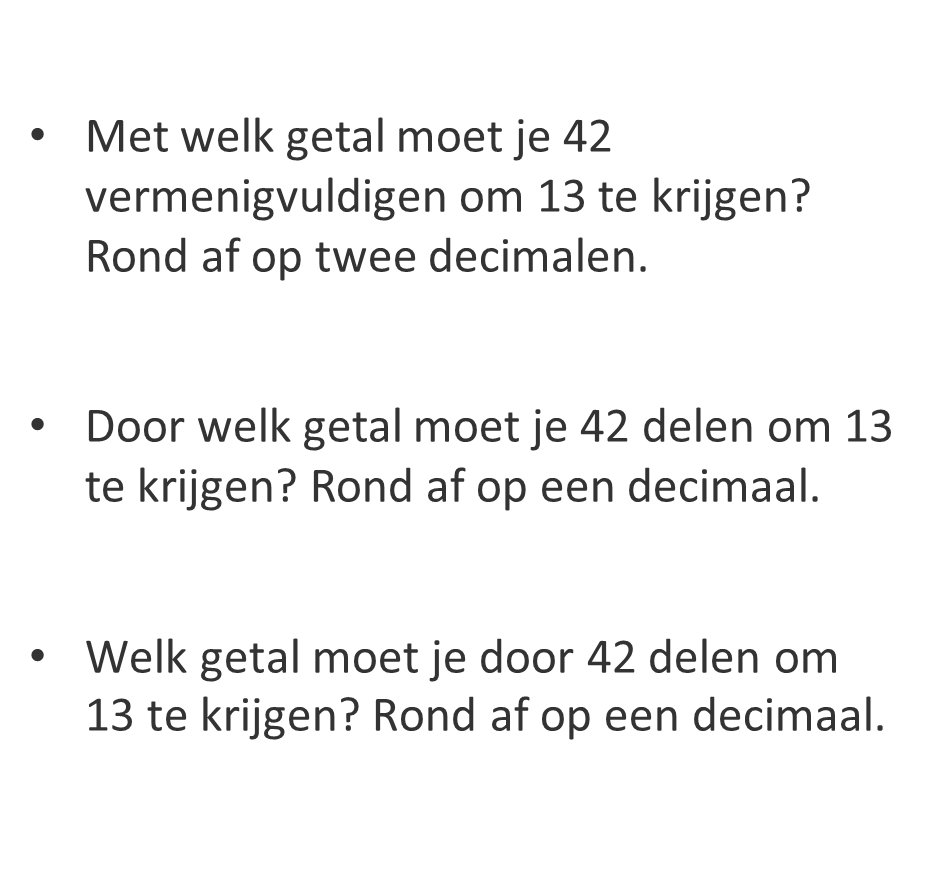 • Met welk getal moet je 42
vermenigvuldigen om 13 te krijgen?
Rond af op twee decimalen.
• Door welk getal moet je 42 delen om 13
te krijgen? Rond af op een decimaal.
• Welk getal moet je door 42 delen om
13 te krijgen? Rond af op een decimaal.